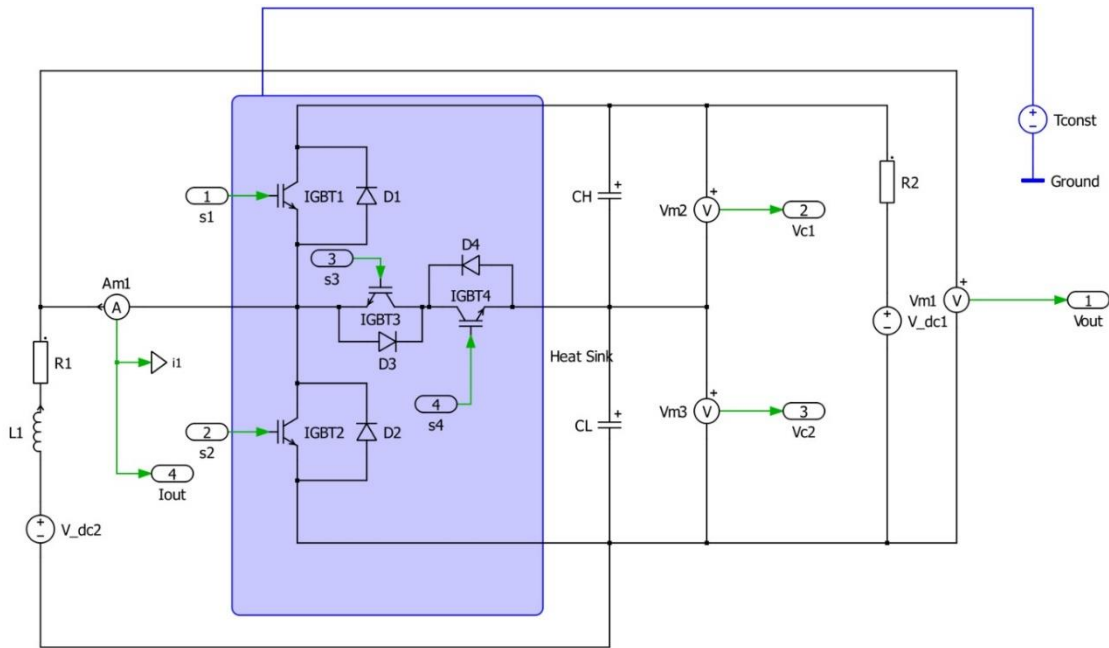 Tconst
Ground
1
s1
IGBT1
D1
CH
Vm2
V
2
Vc1
R2
3
s3
D4
IGBT4
Am1
A
IGBT3
D3
Vm1
V
1
Vout
V_dc1
i1
R1
Heat Sink
L1
2
s2
IGBT2
D2
4
s4
CL
Vm3
V
3
Vc2
4
Iout
V_dc2